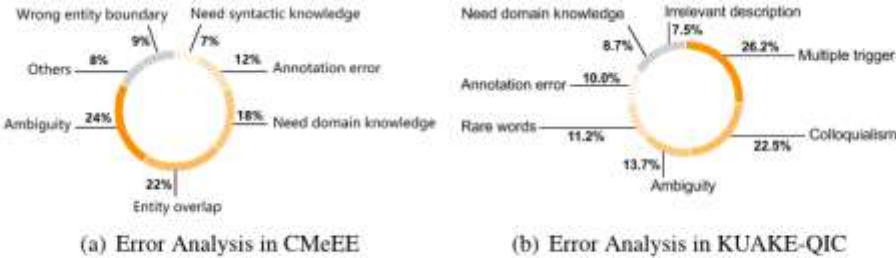 Wrong entity boundary
9%
Need syntactic knowledge
7%
Others
8%
12%
Annotation error
Ambiguity
24%
18%
Need domain knowledge
22%
Entity overlap
(a) Error Analysis in CMeEE
Need domain knowledge
8.7%
Irrelevant description
7.5%
26.2%
Multiple trigger
Annotation error
10.0%
Rare words
11.2%
22.5%
Colloquialism
13.7%
Ambiguity
(b) Error Analysis in KUAKE-QIC